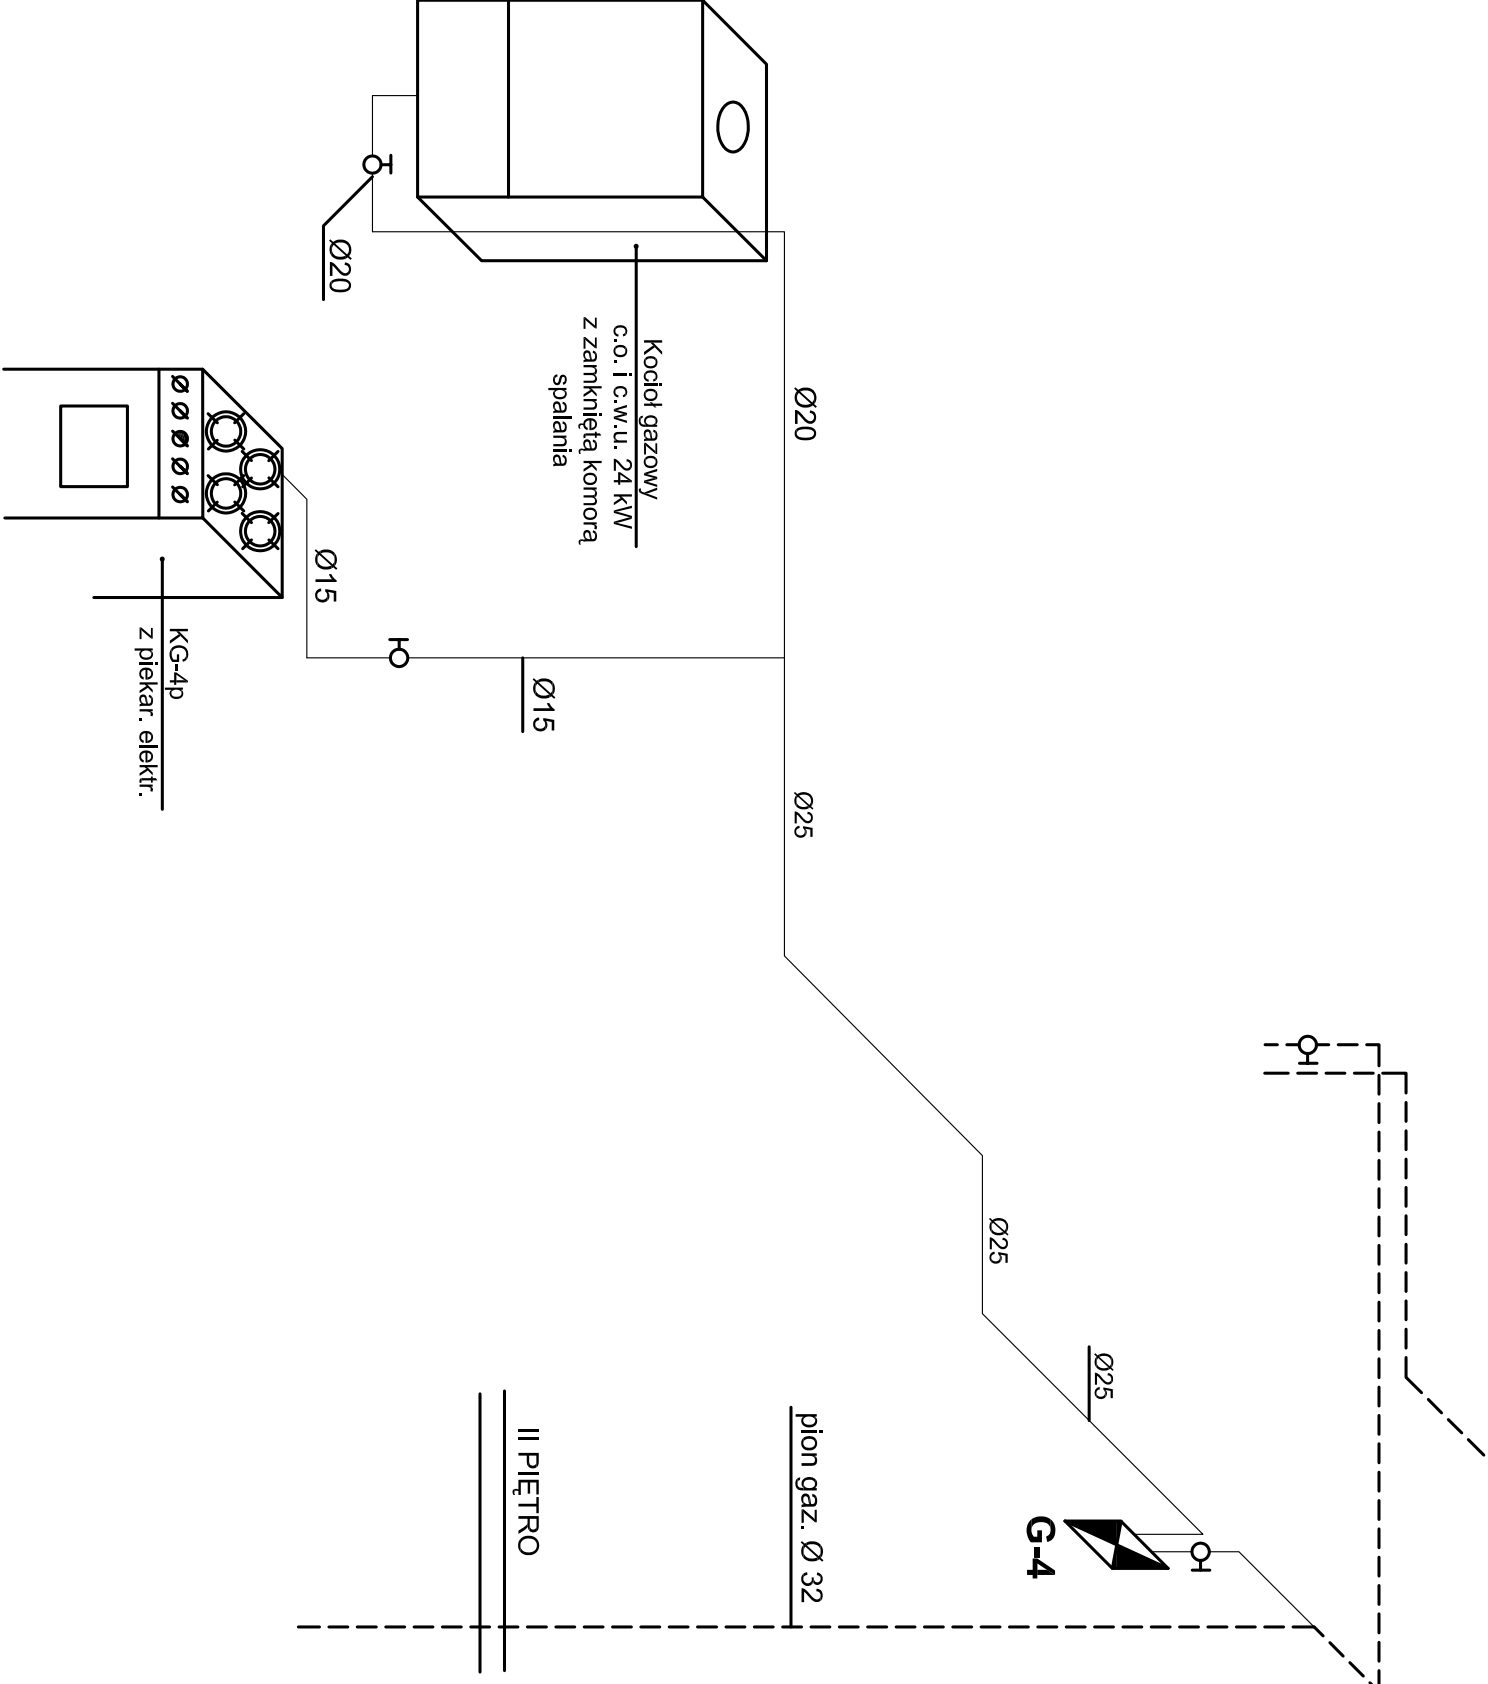 Ø20
Kocioł gazowy
c.o. i c.w.u. 24 kW
z zamkniętą komorą
spalania
Ø20
Ø15
Ø15
KG-4p
z piekar. elektr.
Ø25
Ø25
Ø25
G-4
pion gaz. Ø 32
II PIĘTRO